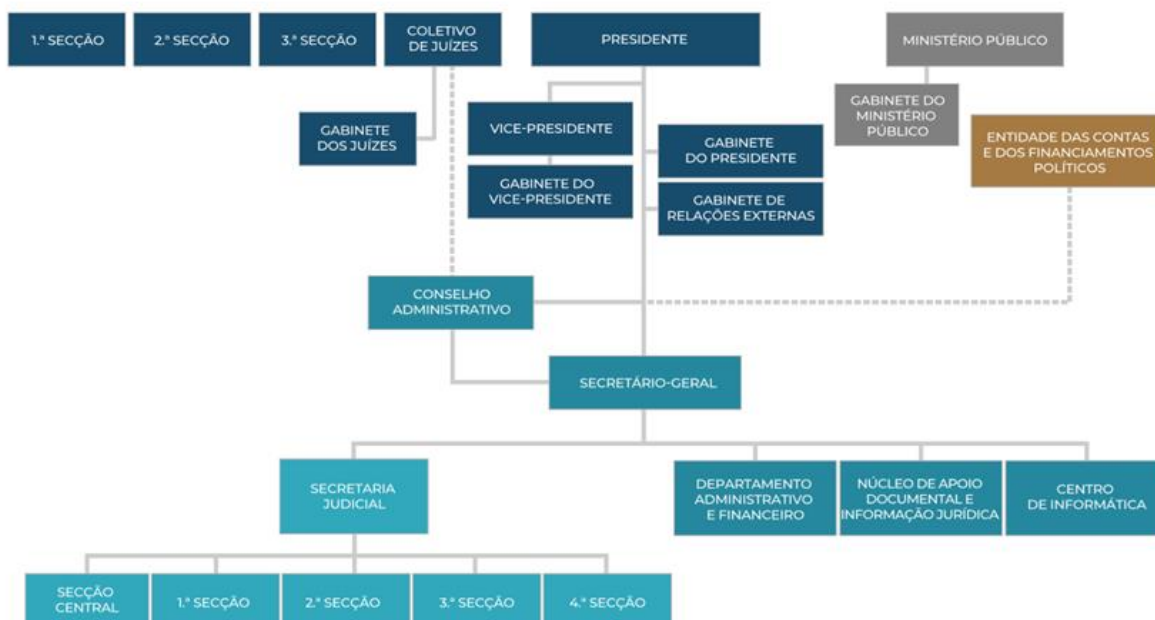 1.ª SECÇÃO
2.ª SECÇÃO
3.ª SECÇÃO
COLETIVO
DE JUÍZES
PRESIDENTE
MINISTÉRIO PÚBLICO
GABINETE
DOS JUÍZES
VICE-PRESIDENTE
GABINETE DO
VICE-PRESIDENTE
GABINETE
DO PRESIDENTE
GABINETE DE
RELAÇÕES EXTERNAS
GABINETE DO
MINISTÉRIO
PÚBLICO
ENTIDADE DAS CONTAS
E DOS FINANCIAMENTOS
POLÍTICOS
CONSELHO
ADMINISTRATIVO
SECRETÁRIO-GERAL
SECRETARIA
JUDICIAL
DEPARTAMENTO
ADMINISTRATIVO
E FINANCEIRO
NÚCLEO DE APOIO
DOCUMENTAL E
INFORMAÇÃO JURÍDICA
CENTRO
DE INFORMÁTICA
SECÇÃO
CENTRAL
1.ª SECÇÃO
2.ª SECÇÃO
3.ª SECÇÃO
4.ª SECÇÃO